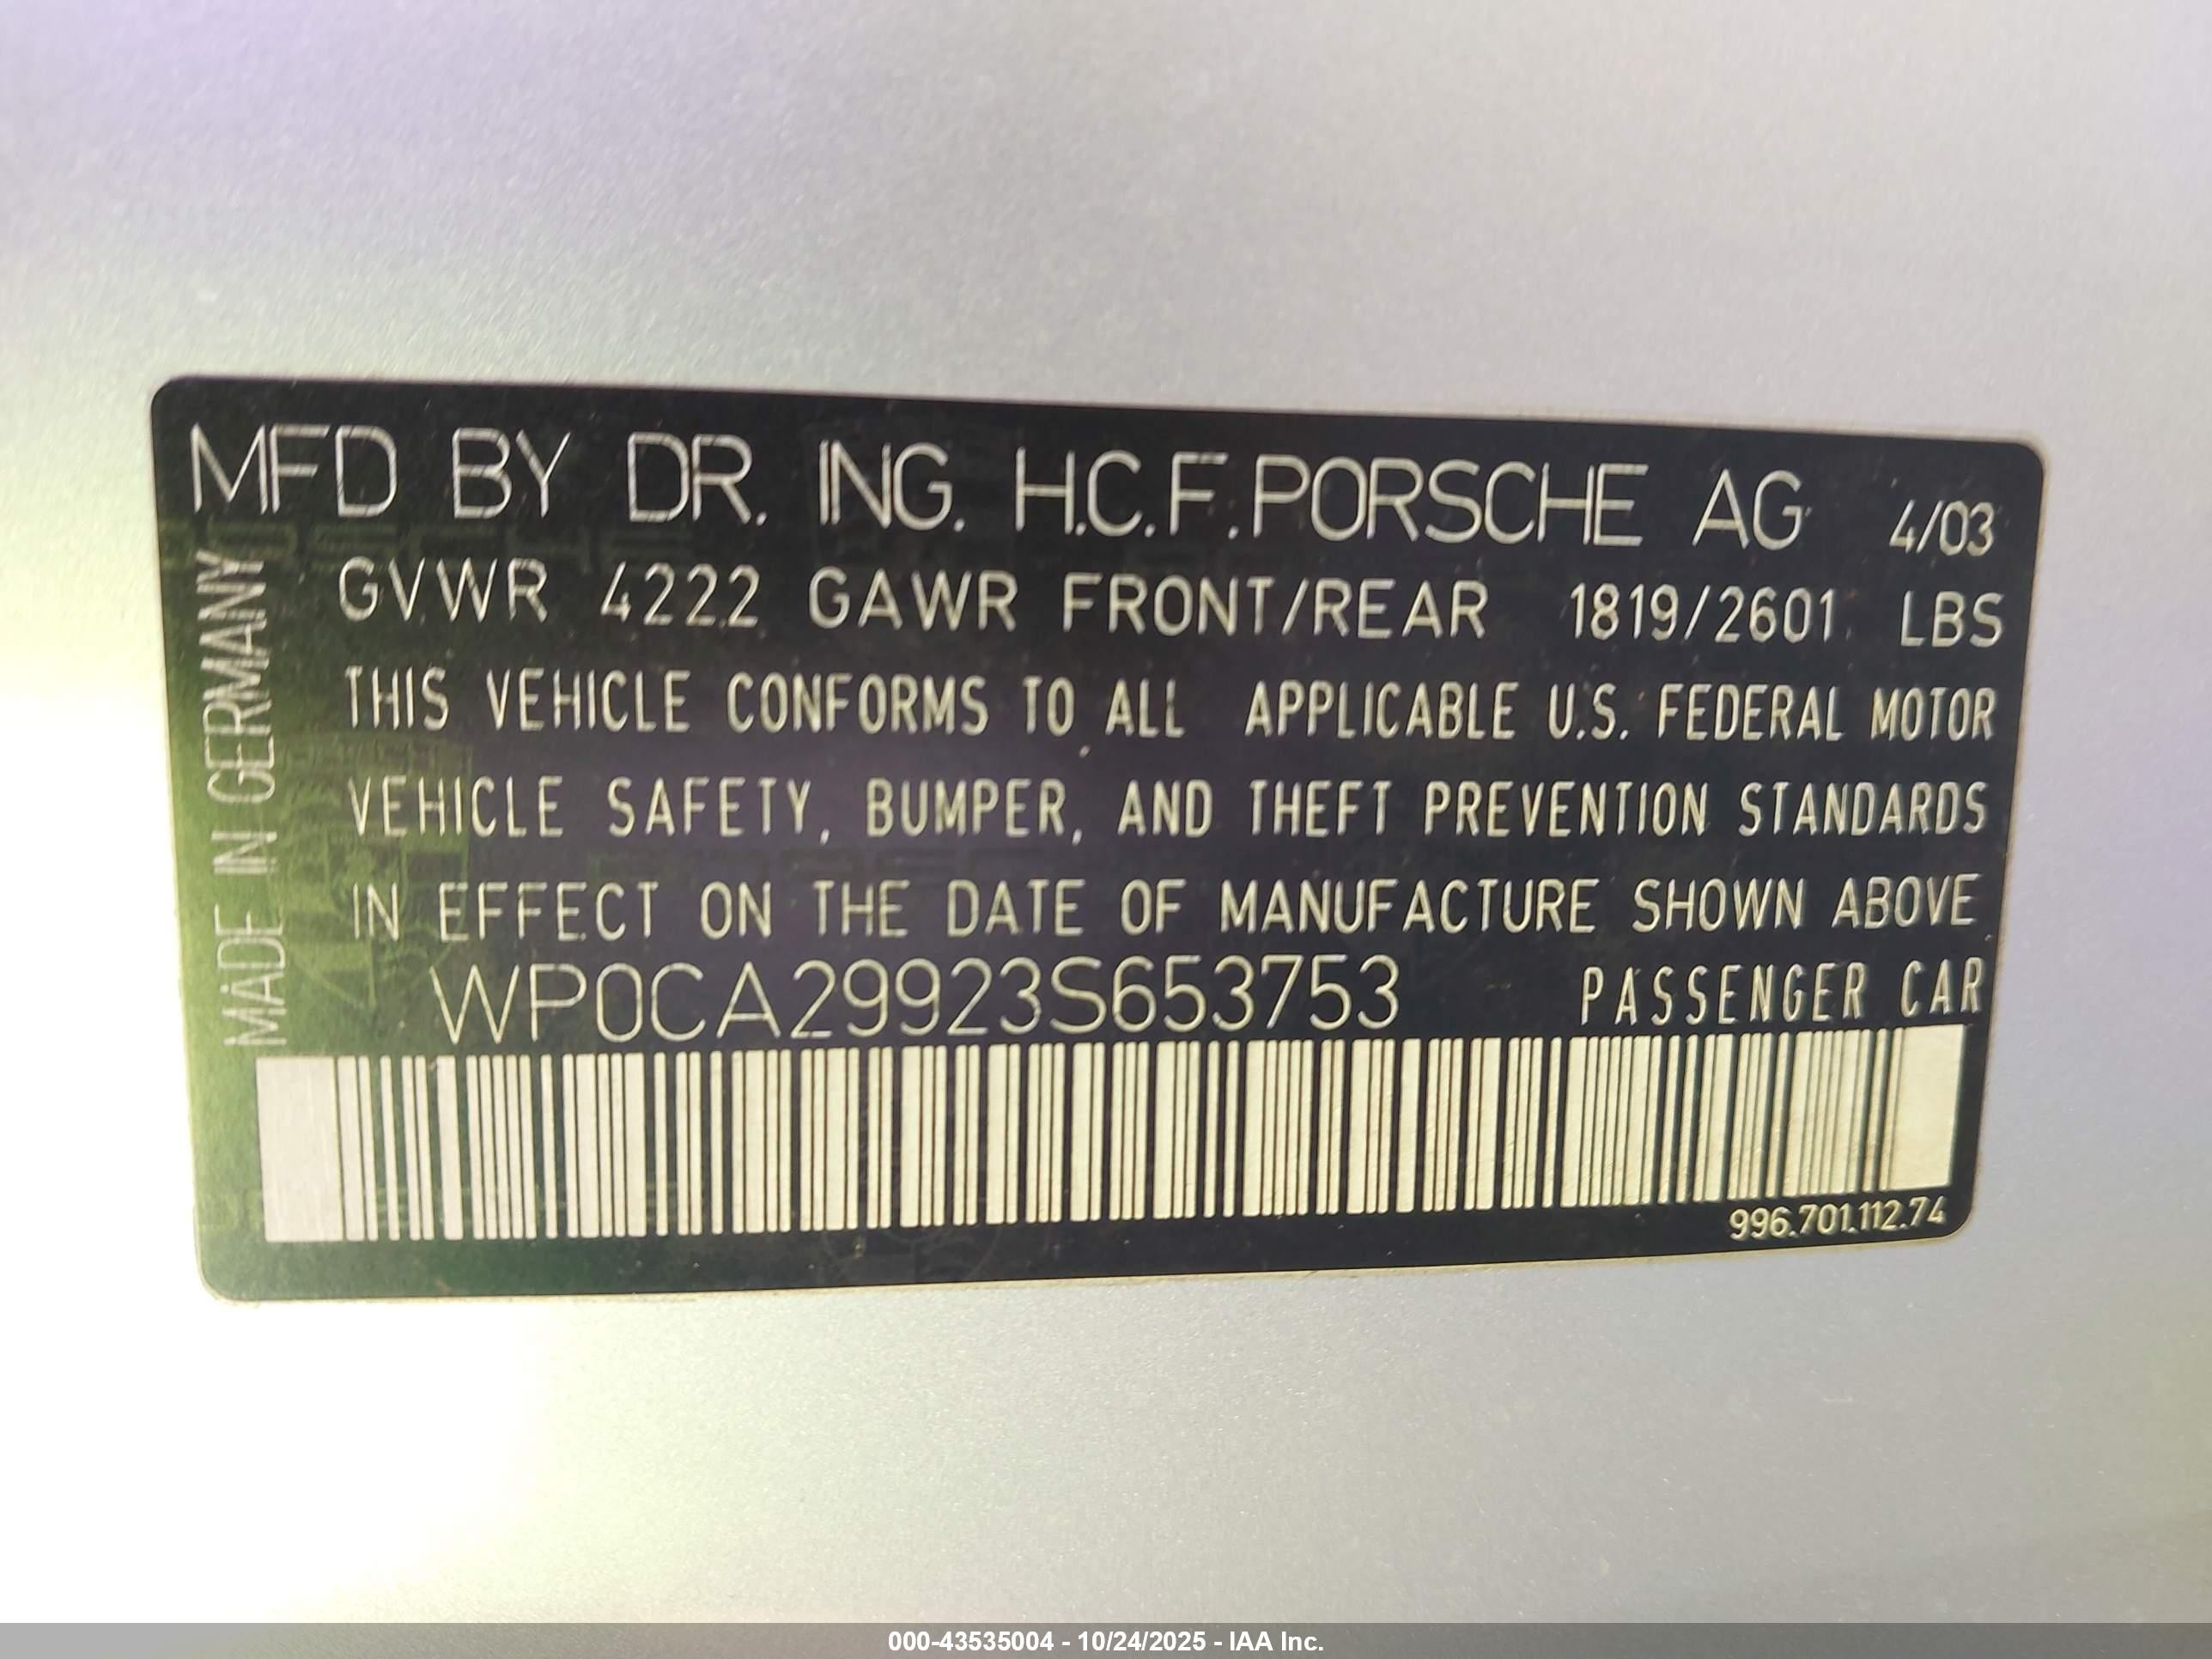 MFD BY DR. ING. H.C.F. PORSCHE AG 4/03
GVWR 4222 GAWR FRONT/REAR 1819/2601 LBS
THIS VEHICLE CONFORMS TO ALL APPLICABLE U.S. FEDERAL MOTOR
VEHICLE SAFETY, BUMPER, AND THEFT PREVENTION STANDARDS
IN EFFECT ON THE DATE OF MANUFACTURE SHOWN ABOVE
WP0CA29923S653753 PASSENGER CAR
MADE IN GERMANY
996.701.112.74
000-43535004 - 10/24/2025 - IAA Inc.